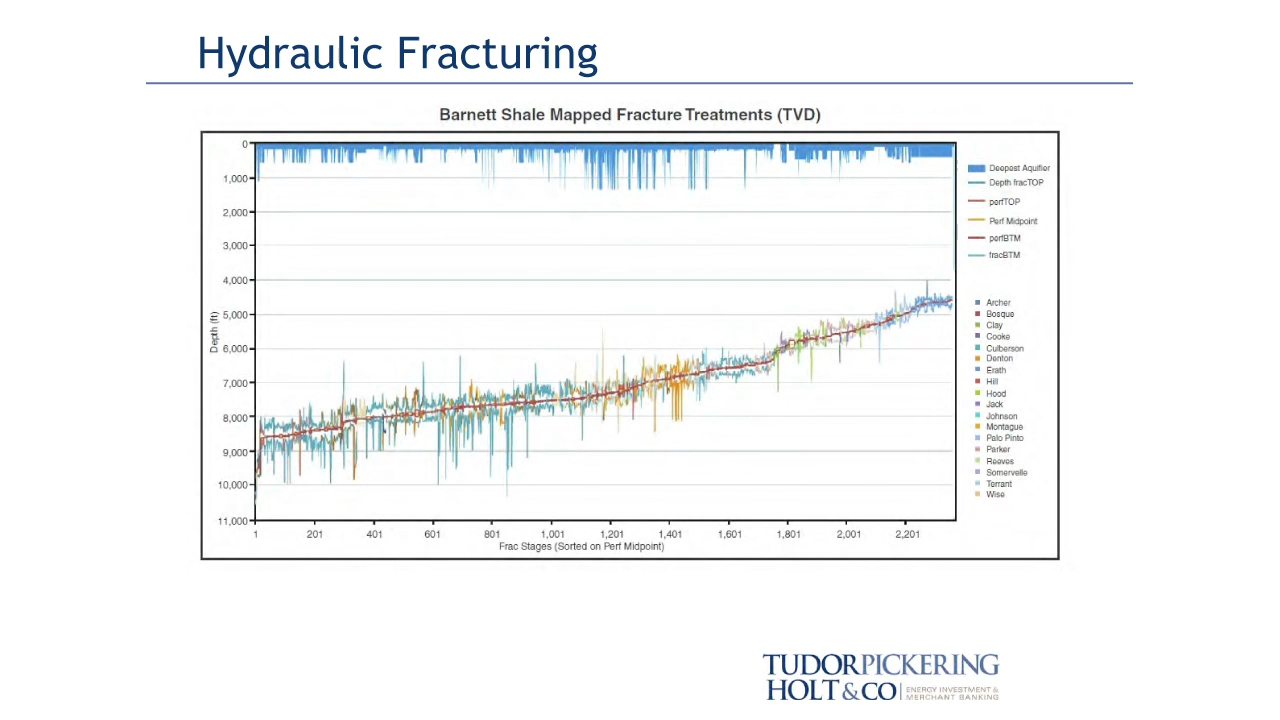 Hydraulic Fracturing
Barnett Shale Mapped Fracture Treatments (TVD)
0
1,000
2,000
3,000
4,000
5,000
6,000
7,000
8,000
9,000
10,000
11,000
Depth (ft)
1 201 401 601 801 1,001 1,201 1,401 1,601 1,801 2,001 2,201
Frac Stages (Sorted on Perf Midpoint)
Deepest Aquifier
Depth fracTOP
perfTOP
Perf Midpoint
perfBTM
fracBTM
Archer
Bosque
Clay
Cooke
Culberson
Denton
Erath
Hill
Hood
Jack
Johnson
Montague
Palo Pinto
Parker
Reeves
Somervelle
Terrant
Wise
TUDORPICKERING
HOLT&CO
ENERGY INVESTMENT &
MERCHANT BANKING